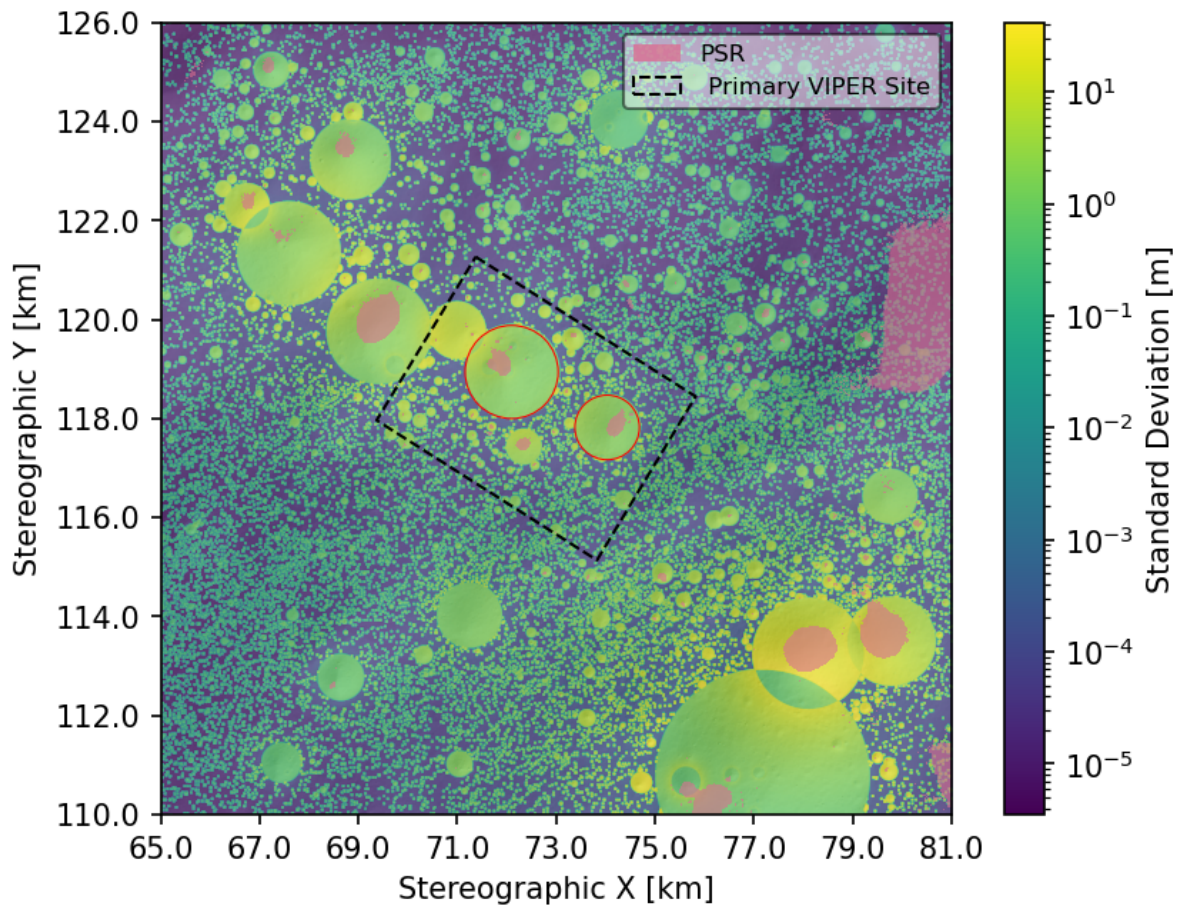 PSR
Primary VIPER Site
126.0
124.0
122.0
120.0
118.0
116.0
114.0
112.0
110.0
65.0 67.0 69.0 71.0 73.0 75.0 77.0 79.0 81.0
Stereographic X [km]
Stereographic Y [km]
10¹
10⁰
10⁻¹
10⁻²
10⁻³
10⁻⁴
10⁻⁵
Standard Deviation [m]